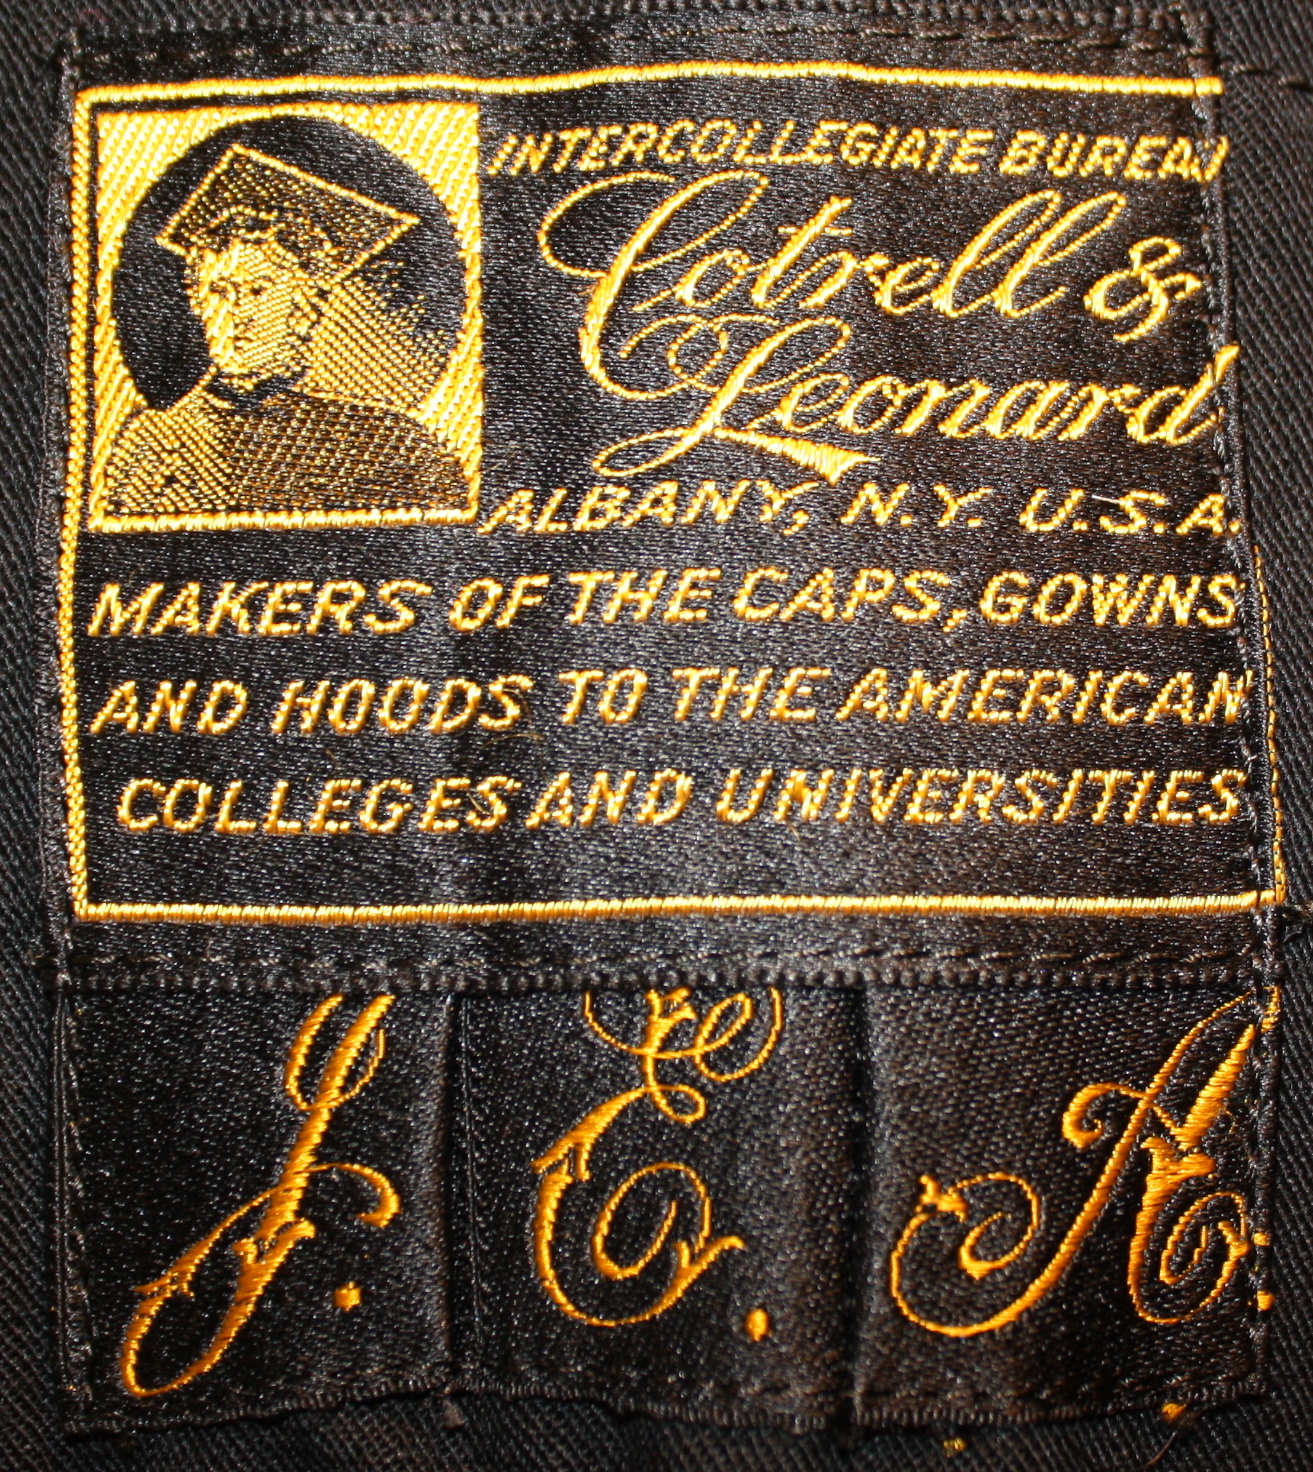 INTERCOLLEGIATE BUREAU
Cotrell &
Leonard
ALBANY, N.Y. U.S.A.
MAKERS OF THE CAPS, GOWNS
AND HOODS TO THE AMERICAN
COLLEGES AND UNIVERSITIES
J. E. A.